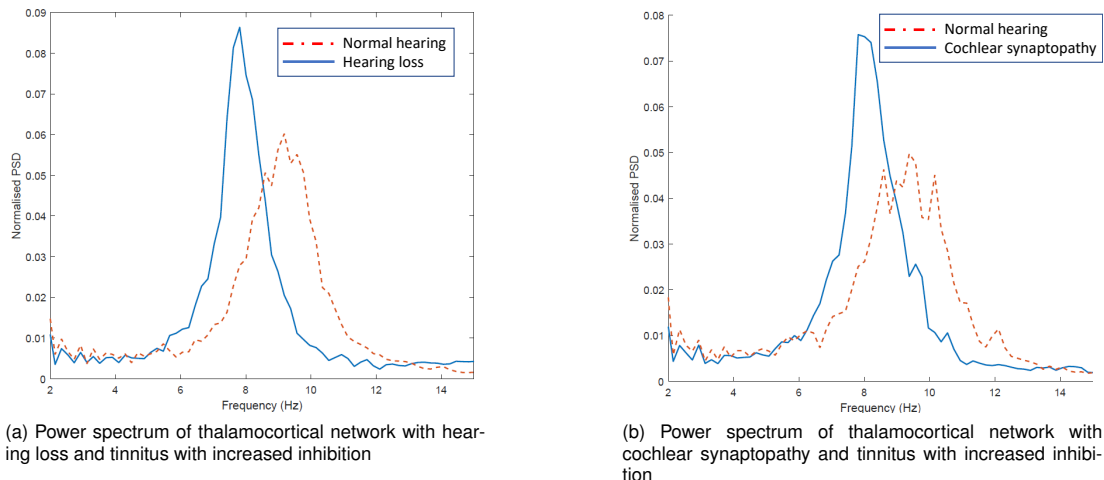 0.09
0.08
0.07
0.06
0.05
0.04
0.03
0.02
0.01
0
Normalised PSD
Normal hearing
Hearing loss
2 4 6 8 10 12 14
Frequency (Hz)
(a) Power spectrum of thalamocortical network with hear-
ing loss and tinnitus with increased inhibition
0.08
0.07
0.06
0.05
0.04
0.03
0.02
0.01
0
Normalised PSD
Normal hearing
Cochlear synaptopathy
2 4 6 8 10 12 14
Frequency (Hz)
(b) Power spectrum of thalamocortical network with
cochlear synaptopathy and tinnitus with increased inhibi-
tion